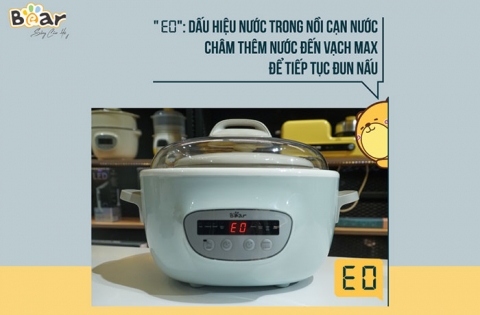 Bear
"E0": DẤU HIỆU NƯỚC TRONG NỒI CẠN NƯỚC
CHÂM THÊM NƯỚC ĐẾN VẠCH MAX
ĐỂ TIẾP TỤC ĐUN NẤU
Bear
E0
E0